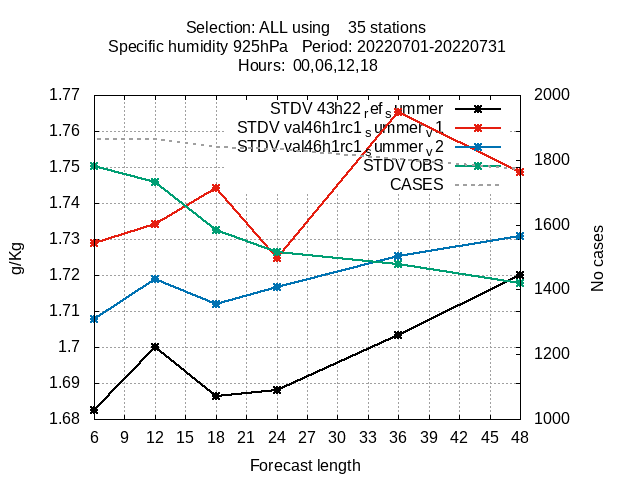 Selection: ALL using    35 stations
Specific humidity 925hPa   Period: 20220701-20220731
Hours:  00,06,12,18
1.77
1.76
1.75
1.74
1.73
1.72
1.71
1.7
1.69
1.68
g/Kg
STDV 43h22_ref_summer
STDV val46h1rc1_summer_v1
STDV val46h1rc1_summer_v2
STDV OBS
CASES
2000
1800
1600
1400
1200
1000
No cases
6 9 12 15 18 21 24 27 30 33 36 39 42 45 48
Forecast length